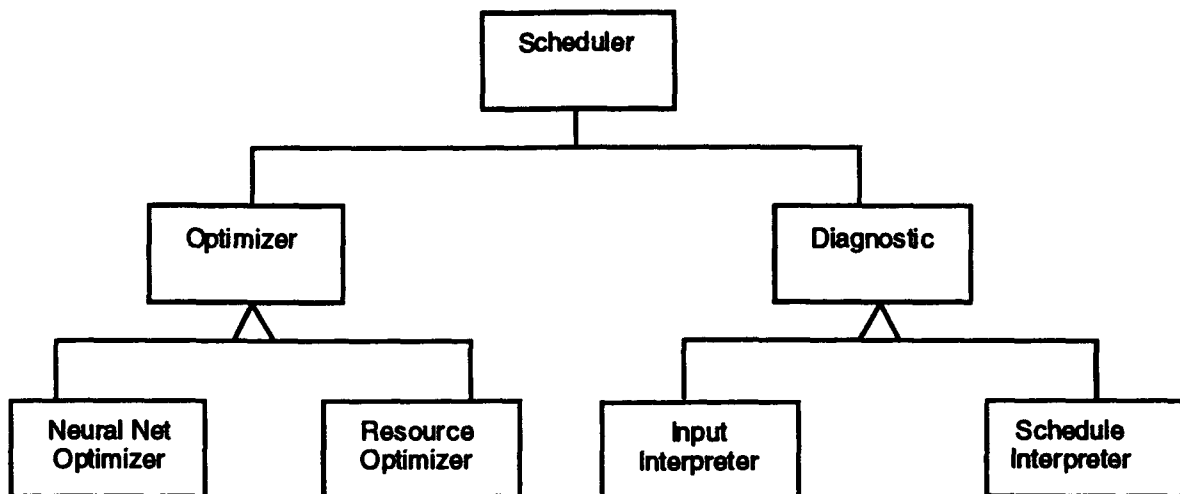 Scheduler
Optimizer
Diagnostic
Neural Net
Optimizer
Resource
Optimizer
Input
Interpreter
Schedule
Interpreter